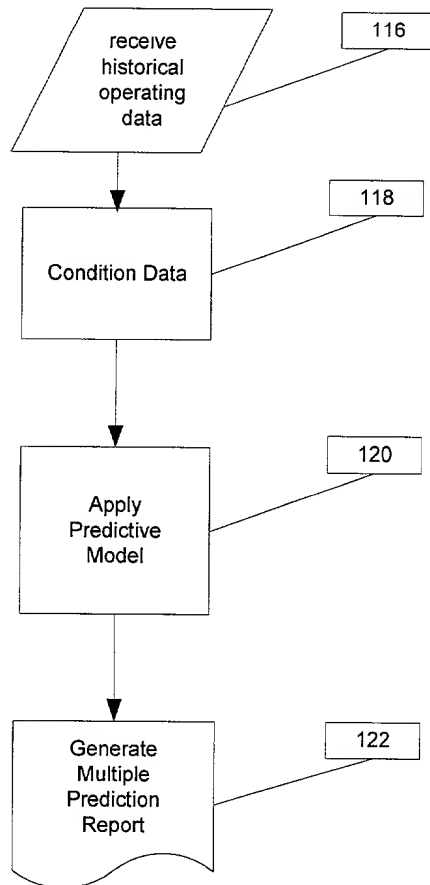 receive
historical
operating
data
116
118
Condition Data
120
Apply
Predictive
Model
122
Generate
Multiple
Prediction
Report